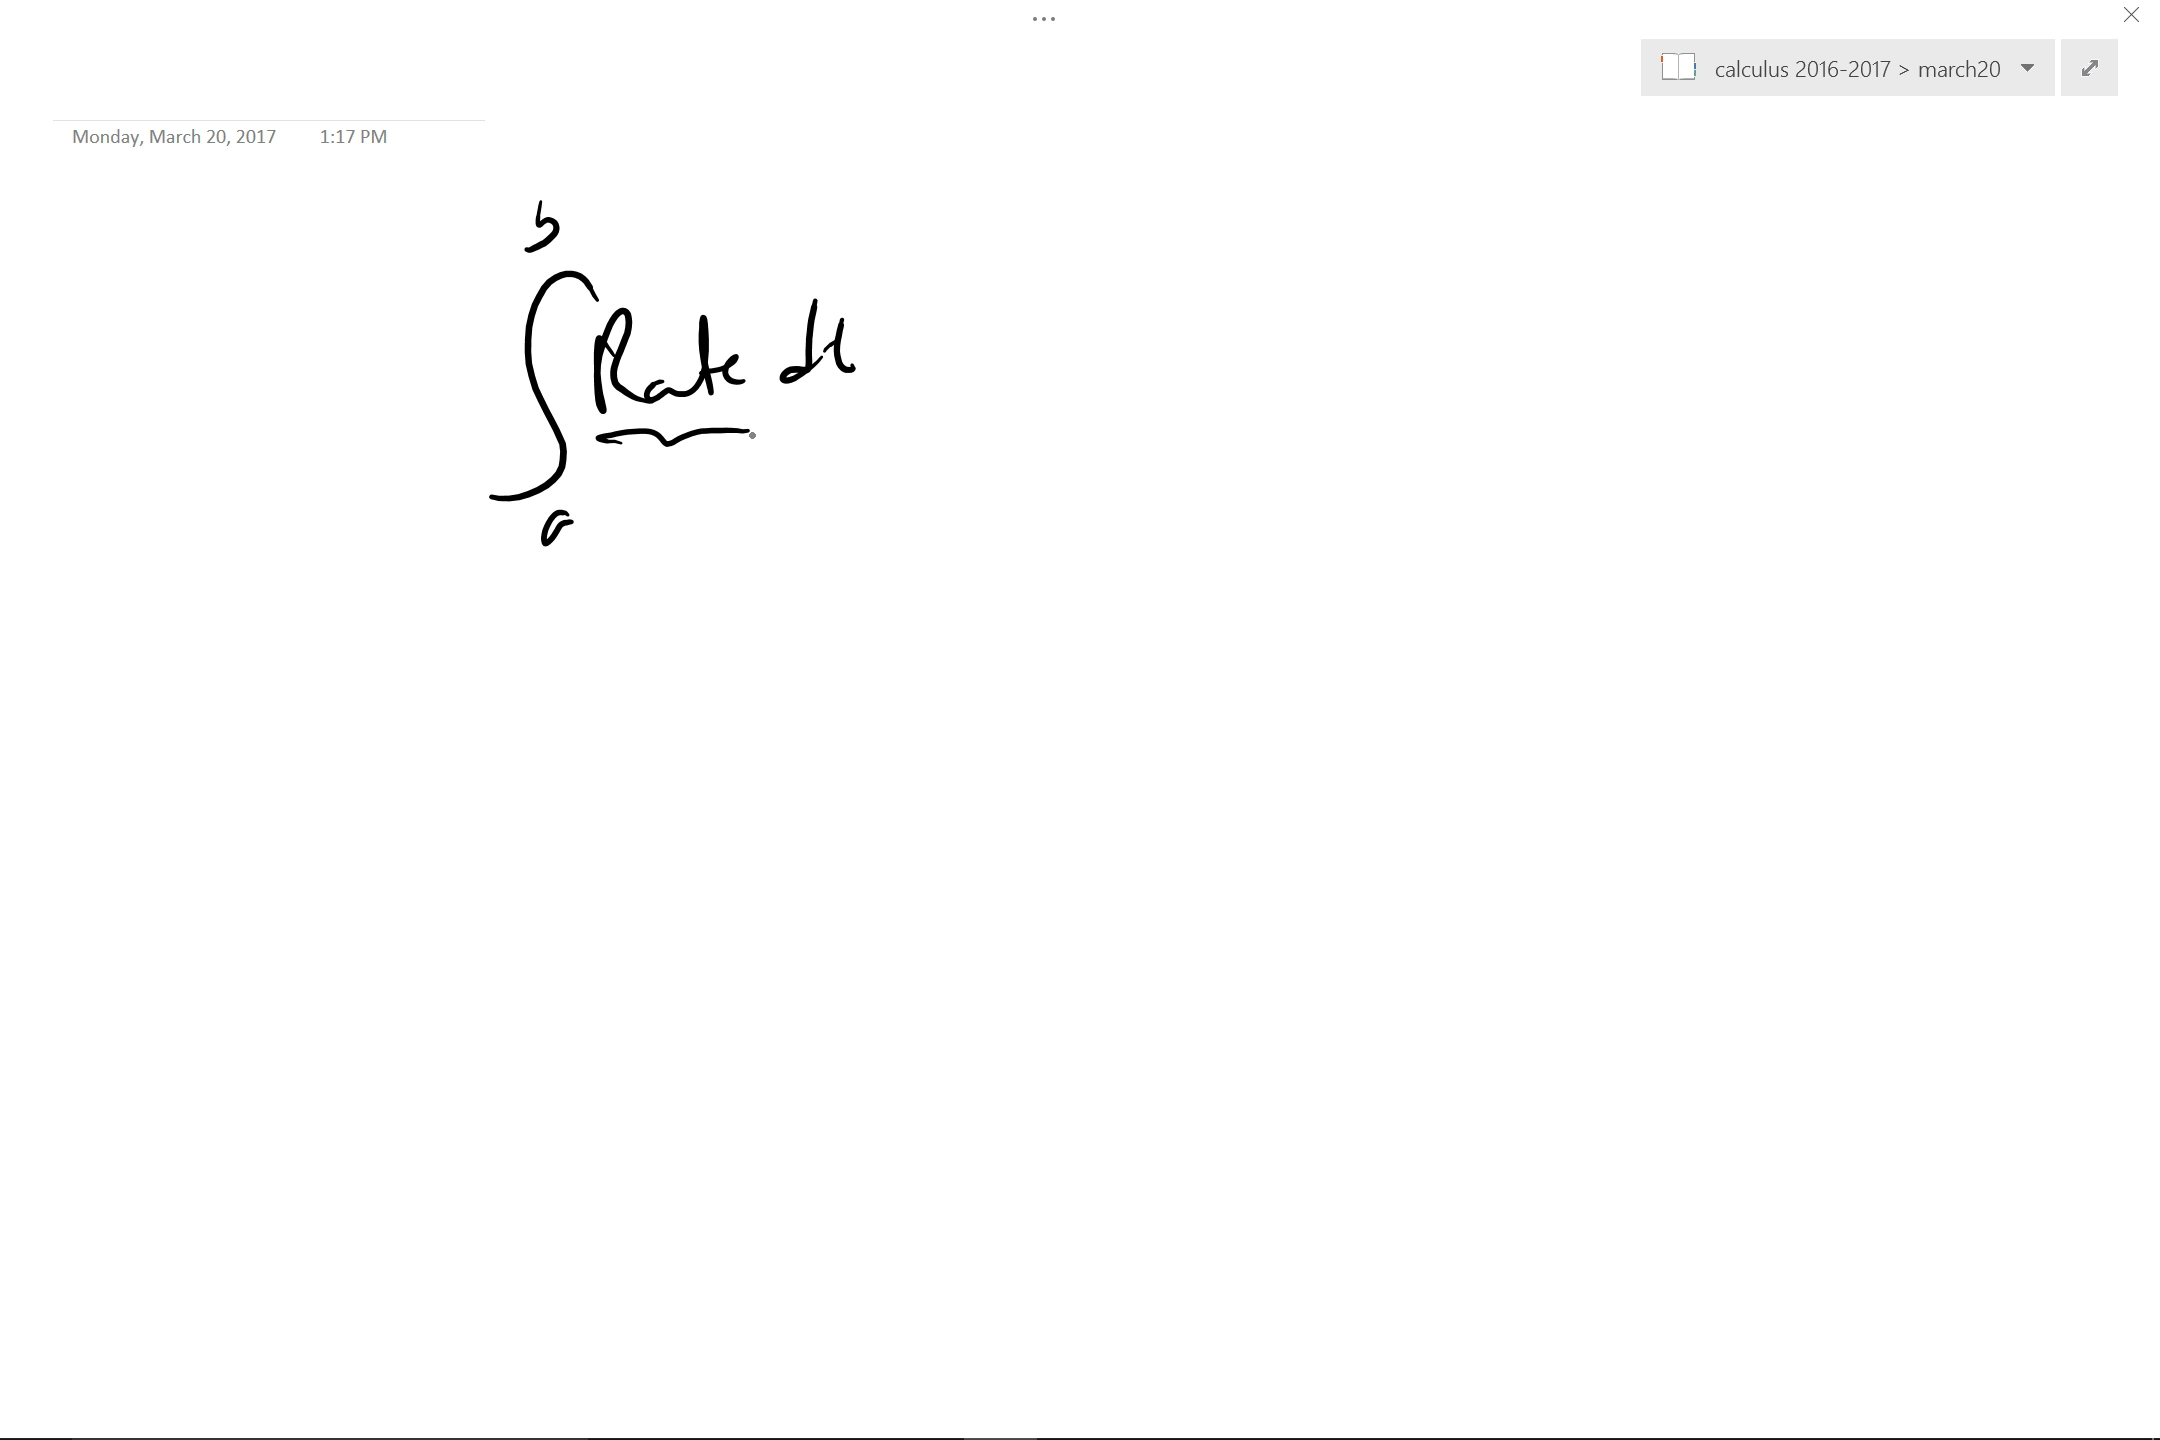 calculus 2016-2017 > march20
Monday, March 20, 2017 1:17 PM
b
∫ Rate dt
a